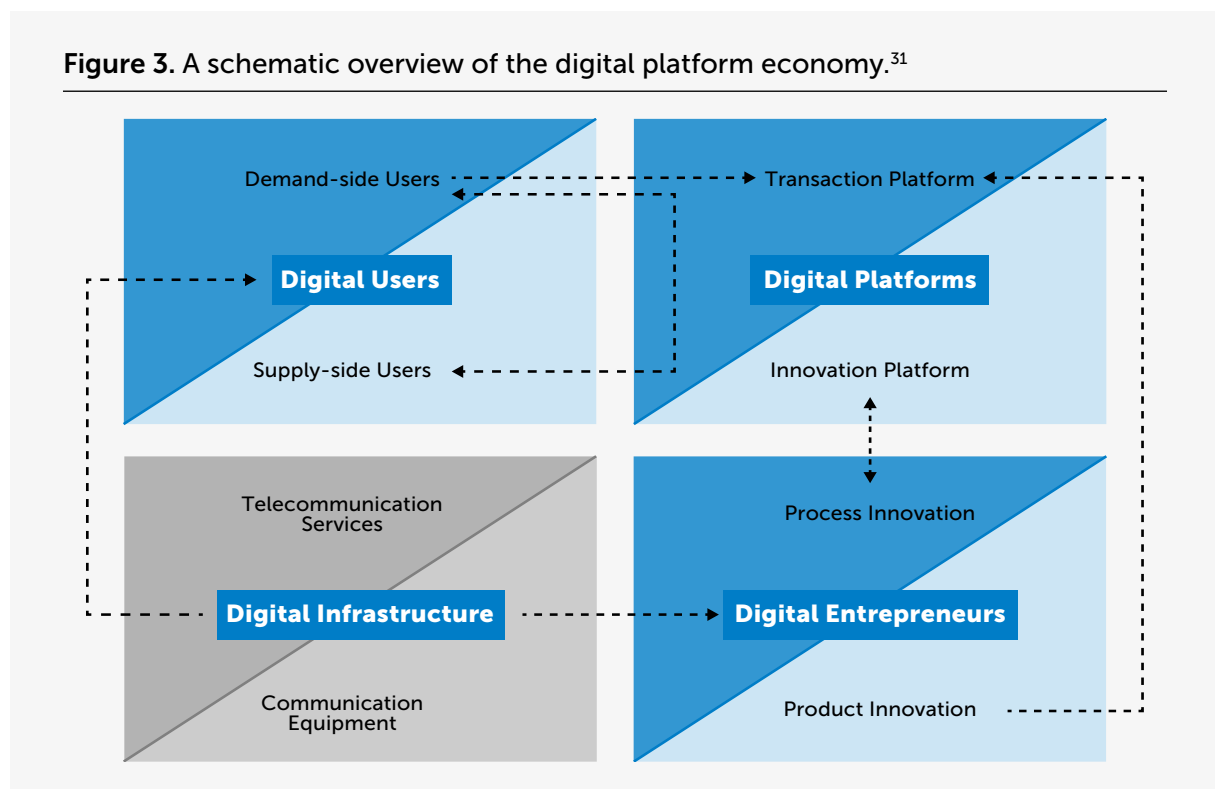 Figure 3. A schematic overview of the digital platform economy.31
Demand-side Users
Digital Users
Supply-side Users
Transaction Platform
Digital Platforms
Innovation Platform
Telecommunication
Services
Digital Infrastructure
Communication
Equipment
Process Innovation
Digital Entrepreneurs
Product Innovation